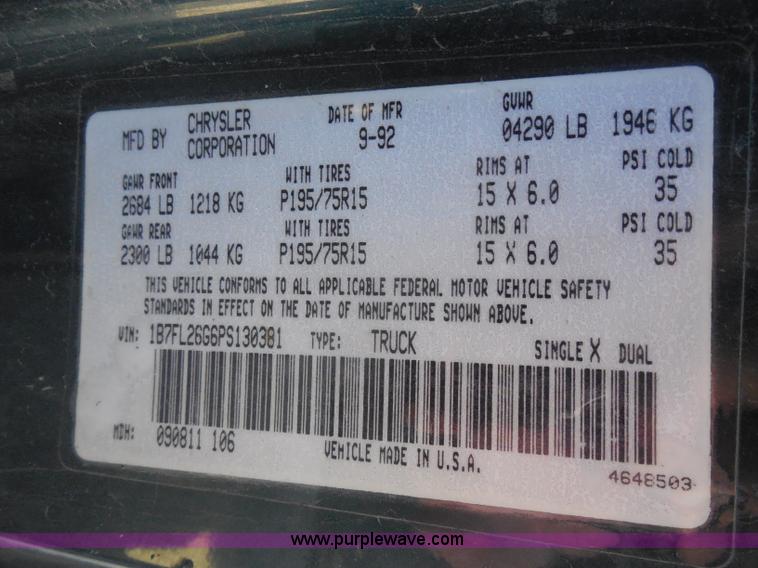 MFD BY CHRYSLER CORPORATION DATE OF MFR 9-92 GVWR 04290 LB 1946 KG
GAWR FRONT WITH TIRES RIMS AT PSI COLD
2684 LB 1218 KG P195/75R15 15 X 6.0 35
GAWR REAR WITH TIRES RIMS AT PSI COLD
2300 LB 1044 KG P195/75R15 15 X 6.0 35
THIS VEHICLE CONFORMS TO ALL APPLICABLE FEDERAL MOTOR VEHICLE SAFETY
STANDARDS IN EFFECT ON THE DATE OF MANUFACTURE SHOWN ABOVE.
VIN: 1B7FL26G6PS130381 TYPE: TRUCK SINGLE X DUAL
MDH: 090811 106 VEHICLE MADE IN U.S.A. 4648503
www.purplewave.com